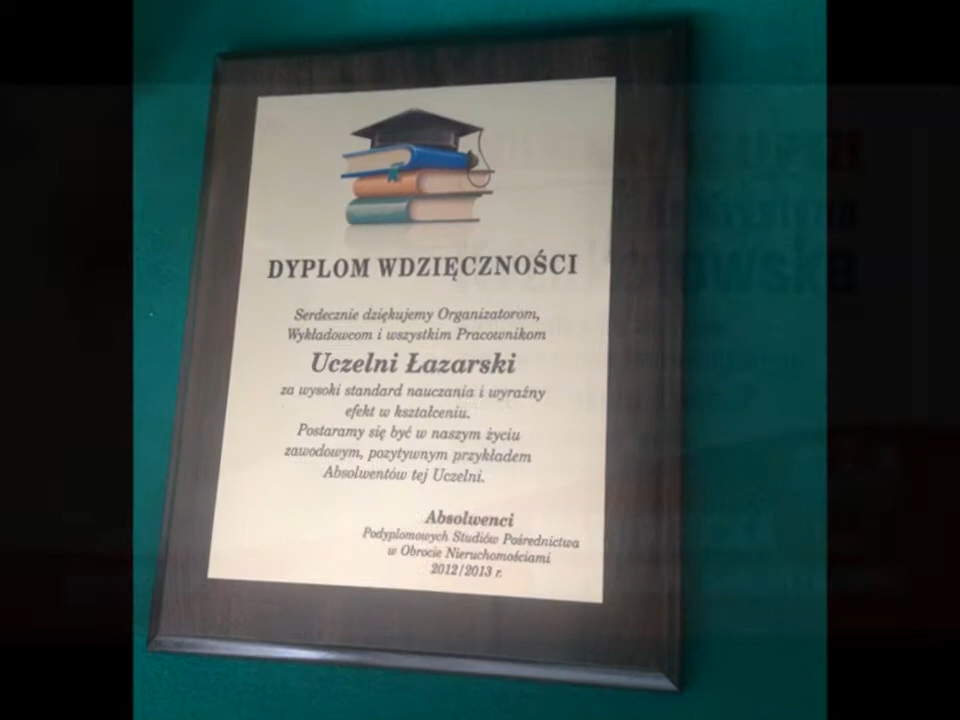 DYPLOM WDZIĘCZNOŚCI
Serdecznie dziękujemy Organizatorom,
Wykładowcom i wszystkim Pracownikom
Uczelni Łazarski
za wysoki standard nauczania i wyraźny
efekt w kształceniu.
Postaramy się być w naszym życiu
zawodowym, pozytywnym przykładem
Absolwentów tej Uczelni.
Absolwenci
Podyplomowych Studiów Pośrednictwa
w Obrocie Nieruchomościami
2012/2013 r.